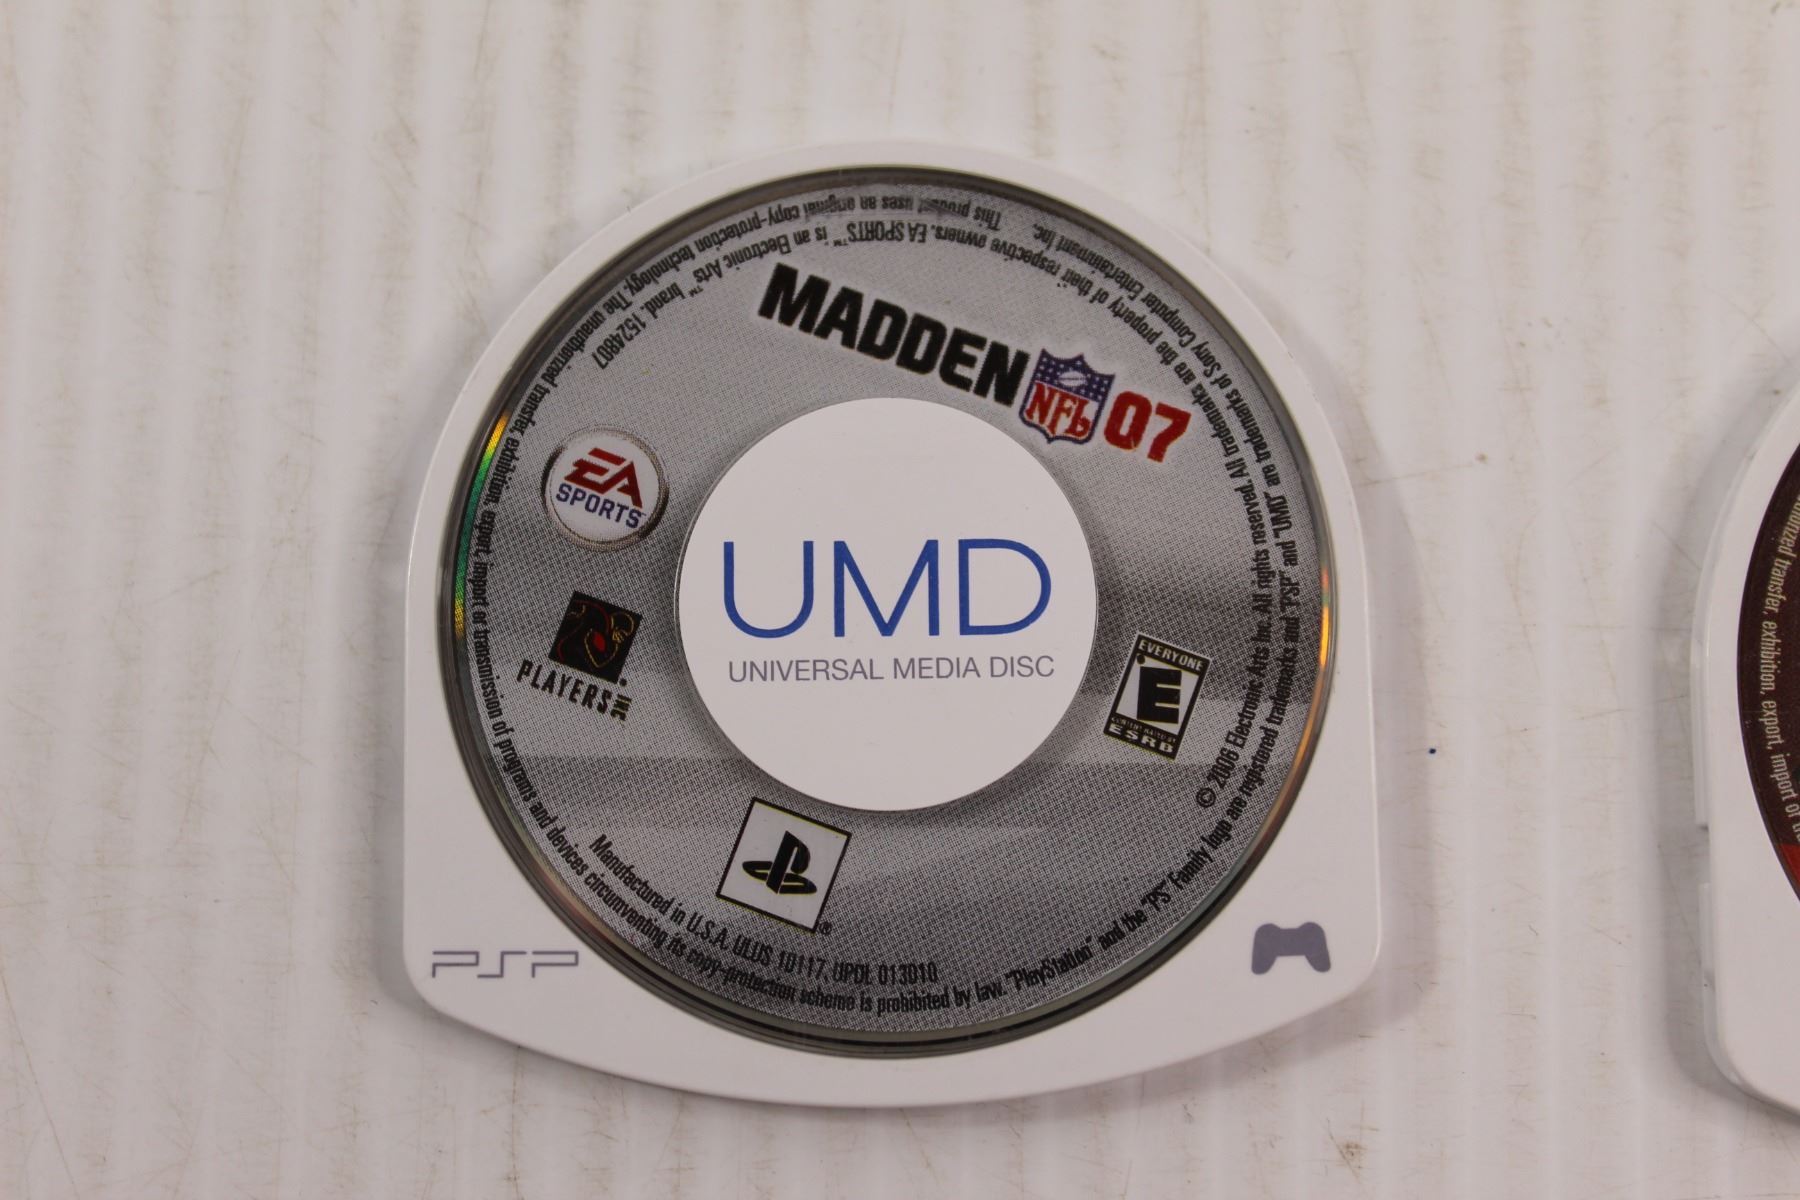 MADDEN NFL 07
EA
SPORTS
PLAYERS INC
UMD
UNIVERSAL MEDIA DISC
EVERYONE
E
CONTENT RATED BY
ESRB
PSP
Manufactured in U.S.A. ULUS 10117. UPDL 013010
© 2006 Electronic Arts Inc. All rights reserved. All trademarks are the property of their respective owners. EA SPORTS™ is an Electronic Arts™ brand. 1524807
"PlayStation" and the "PS" Family logo are registered trademarks and "PSP" and "UMD" are trademarks of Sony Computer Entertainment Inc. This product uses an original copy-protection technology. The unauthorized transfer, exhibition, export, import or transmission of programs and devices circumventing its copy-protection scheme is prohibited by law.
transfer, exhibition, export, import